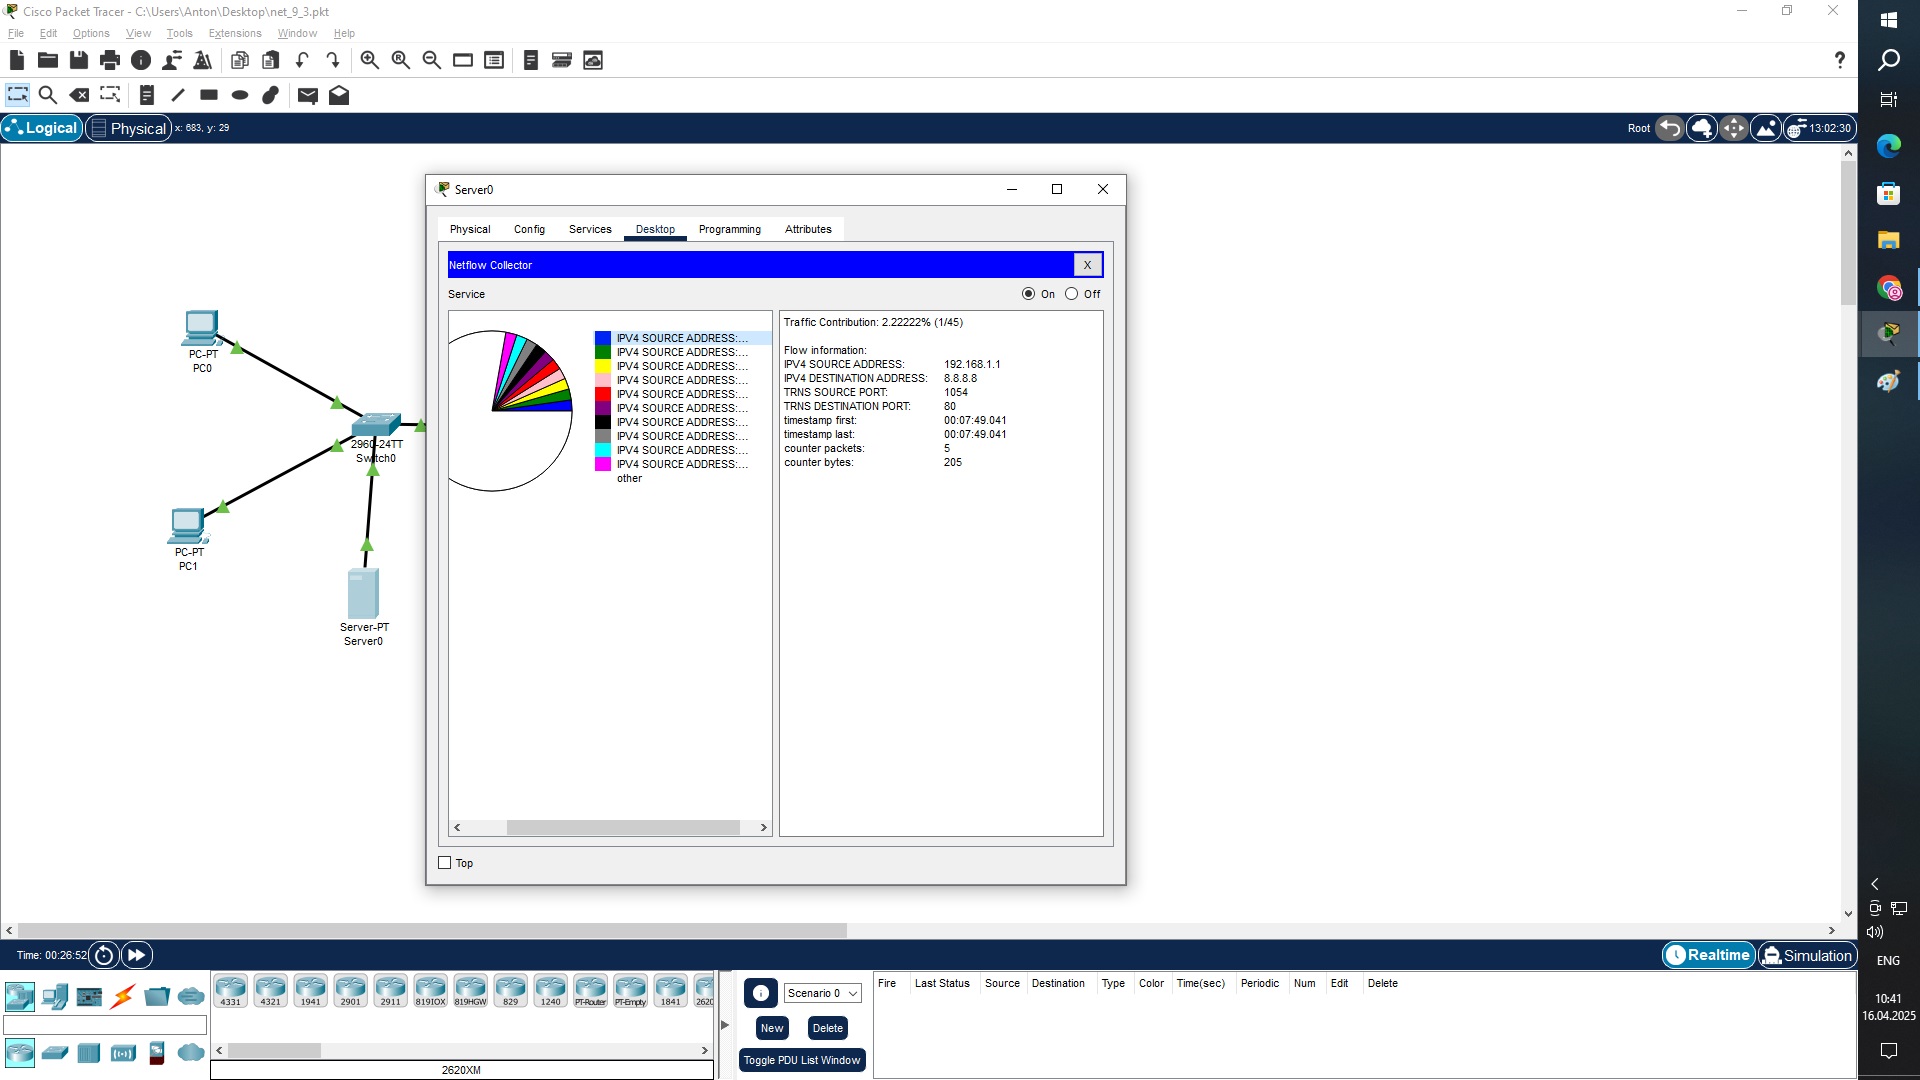 Cisco Packet Tracer - C:\Users\Anton\Desktop\net_9_3.pkt
File Edit Options View Tools Extensions Window Help
?
Logical Physical x: 683, y: 29 Root 13:02:30
Server0
Physical Config Services Desktop Programming Attributes
Netflow Collector X
Service On Off
IPV4 SOURCE ADDRESS:...
IPV4 SOURCE ADDRESS:...
IPV4 SOURCE ADDRESS:...
IPV4 SOURCE ADDRESS:...
IPV4 SOURCE ADDRESS:...
IPV4 SOURCE ADDRESS:...
IPV4 SOURCE ADDRESS:...
IPV4 SOURCE ADDRESS:...
IPV4 SOURCE ADDRESS:...
IPV4 SOURCE ADDRESS:...
other
Traffic Contribution: 2.22222% (1/45)
Flow information:
IPV4 SOURCE ADDRESS: 192.168.1.1
IPV4 DESTINATION ADDRESS: 8.8.8.8
TRNS SOURCE PORT: 1054
TRNS DESTINATION PORT: 80
timestamp first: 00:07:49.041
timestamp last: 00:07:49.041
counter packets: 5
counter bytes: 205
Top
PC-PT
PC0
2960-24TT
Switch0
PC-PT
PC1
Server-PT
Server0
Time: 00:26:52 Realtime Simulation
4331 4321 1941 2901 2911 819IOX 819HGW 829 1240 PT-Router PT-Empty 1841 2620
2620XM
Scenario 0
New Delete
Toggle PDU List Window
Fire Last Status Source Destination Type Color Time(sec) Periodic Num Edit Delete
ENG
10:41
16.04.2025